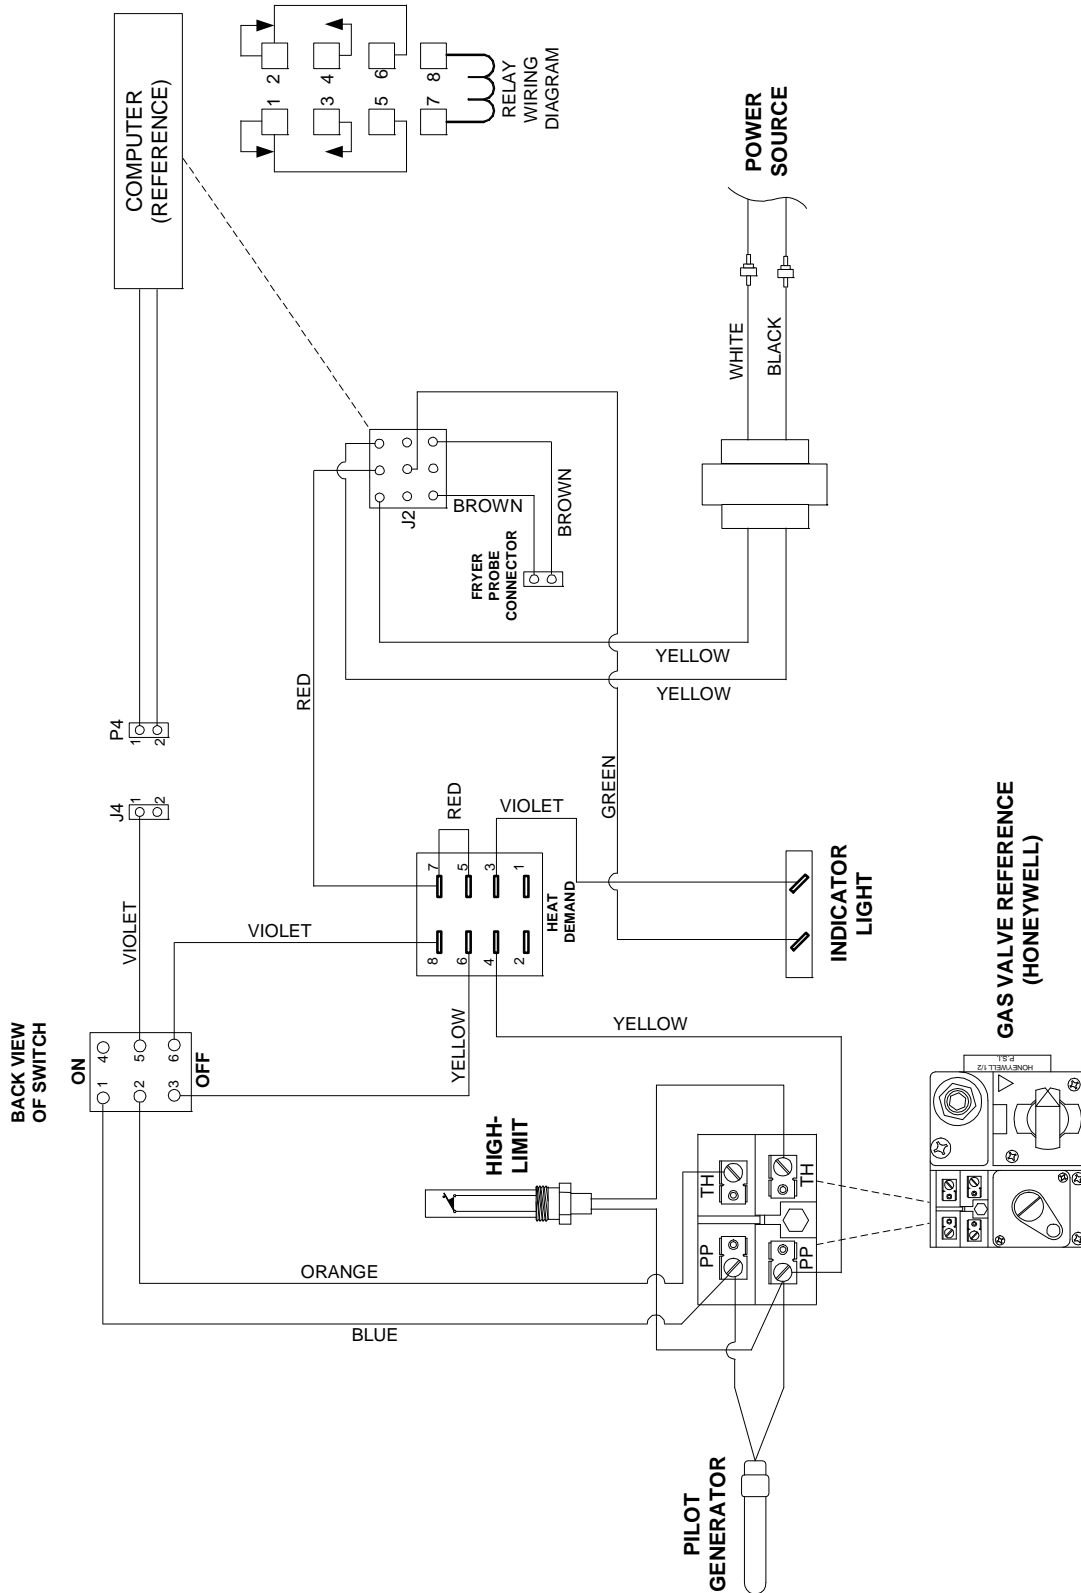 COMPUTER
(REFERENCE)
2
4
6
8
1
3
5
7
RELAY
WIRING
DIAGRAM
POWER
SOURCE
WHITE
BLACK
J2
BROWN
BROWN
FRYER
PROBE
CONNECTOR
YELLOW
YELLOW
RED
GREEN
P4
1
2
J4
1
2
VIOLET
VIOLET
BACK VIEW
OF SWITCH
ON
1
4
2
5
3
6
OFF
YELLOW
RED
VIOLET
7
5
3
1
8
6
4
2
HEAT
DEMAND
INDICATOR
LIGHT
YELLOW
HIGH-
LIMIT
ORANGE
BLUE
TH
TH
PP
PP
PILOT
GENERATOR
GAS VALVE REFERENCE
(HONEYWELL)
HONEYWELL 1/2
P.S.I.